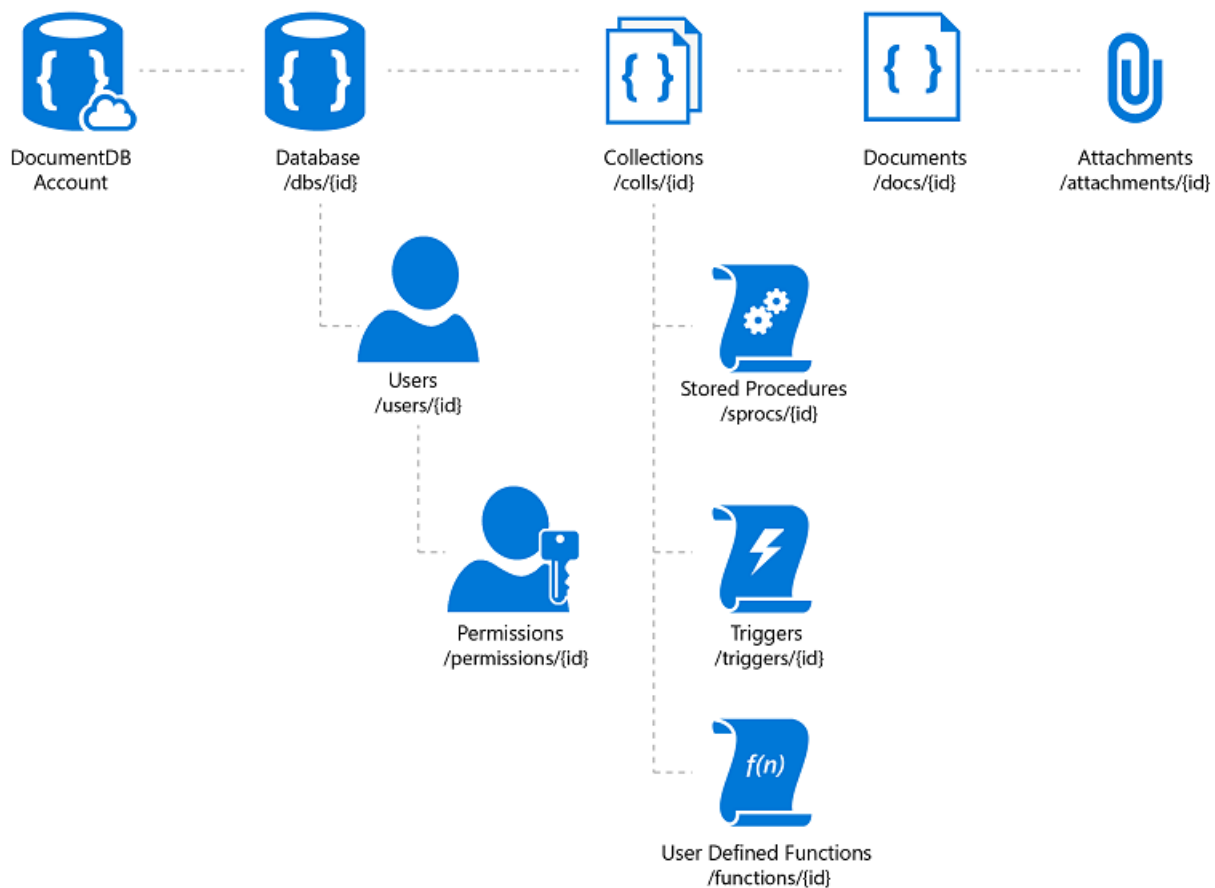 { }
{ }
{ }
{ }
DocumentDB
Account
Database
/dbs/{id}
Collections
/colls/{id}
Documents
/docs/{id}
Attachments
/attachments/{id}
Users
/users/{id}
Stored Procedures
/sprocs/{id}
Permissions
/permissions/{id}
Triggers
/triggers/{id}
f(n)
User Defined Functions
/functions/{id}